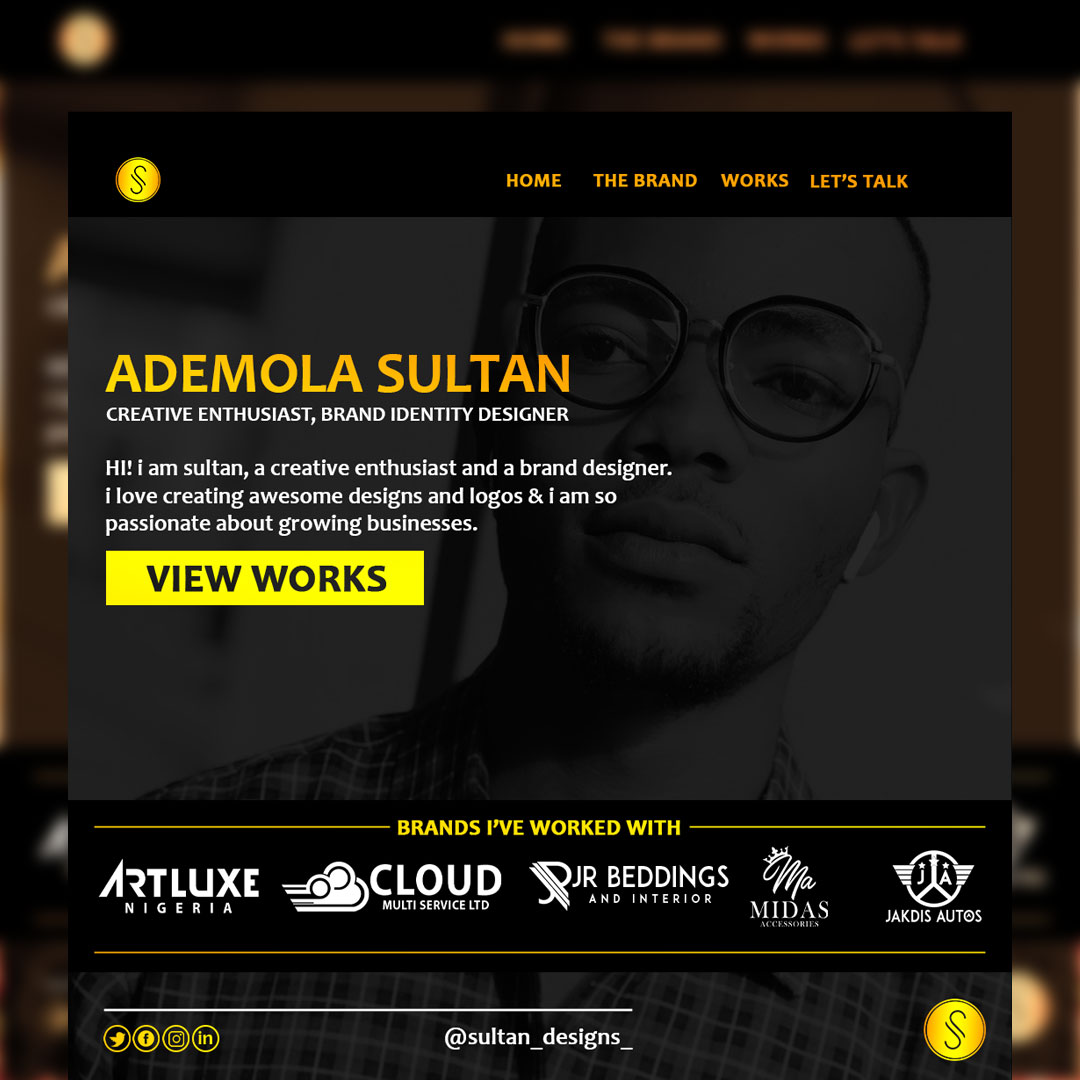 HOME THE BRAND WORKS LET'S TALK
ADEMOLA SULTAN
CREATIVE ENTHUSIAST, BRAND IDENTITY DESIGNER
HI! i am sultan, a creative enthusiast and a brand designer.
i love creating awesome designs and logos & i am so
passionate about growing businesses.
VIEW WORKS
BRANDS I'VE WORKED WITH
ARTLUXE
NIGERIA
CLOUD
MULTI SERVICE LTD
JR BEDDINGS
AND INTERIOR
Ma
MIDAS
ACCESSORIES
J A
JAKDIS AUTOS
@sultan_designs_